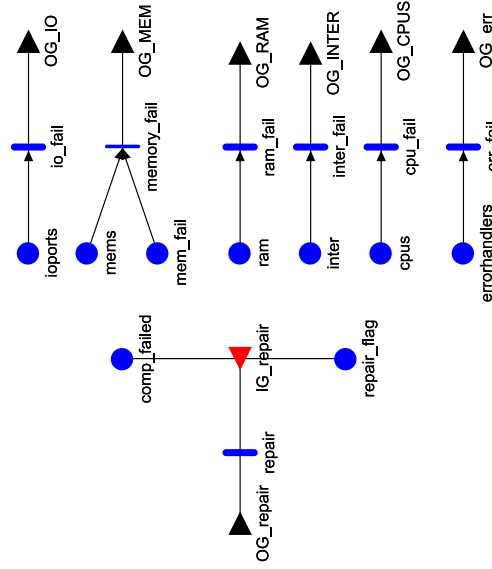 OG_IO
io_fail
ioports
OG_MEM
memory_fail
mems
mem_fail
OG_RAM
ram_fail
ram
OG_INTER
inter_fail
inter
OG_CPUS
cpu_fail
cpus
OG_err
err_fail
errorhandlers
comp_failed
IG_repair
repair_flag
repair
OG_repair